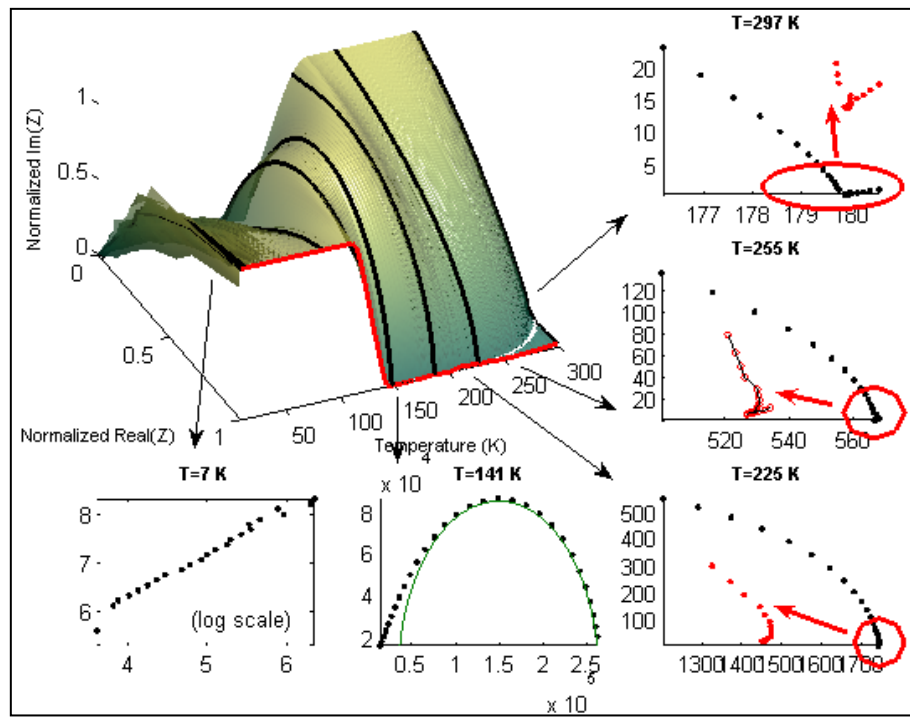 T=297 K
20
15
10
5
177 178 179 180
Normalized Im(Z)
1
0.5
0
0
0.5
1
Normalized Real(Z)
50 100 150 200 250 300
Temperature (K)
T=255 K
120
100
80
60
40
20
520 540 560
T=7 K
8
7
6
4 5 6
(log scale)
T=141 K
x 10
4
8
6
4
2
0.5 1 1.5 2 2.5
5
x 10
T=225 K
500
400
300
200
100
1300 1400 1500 1600 1700